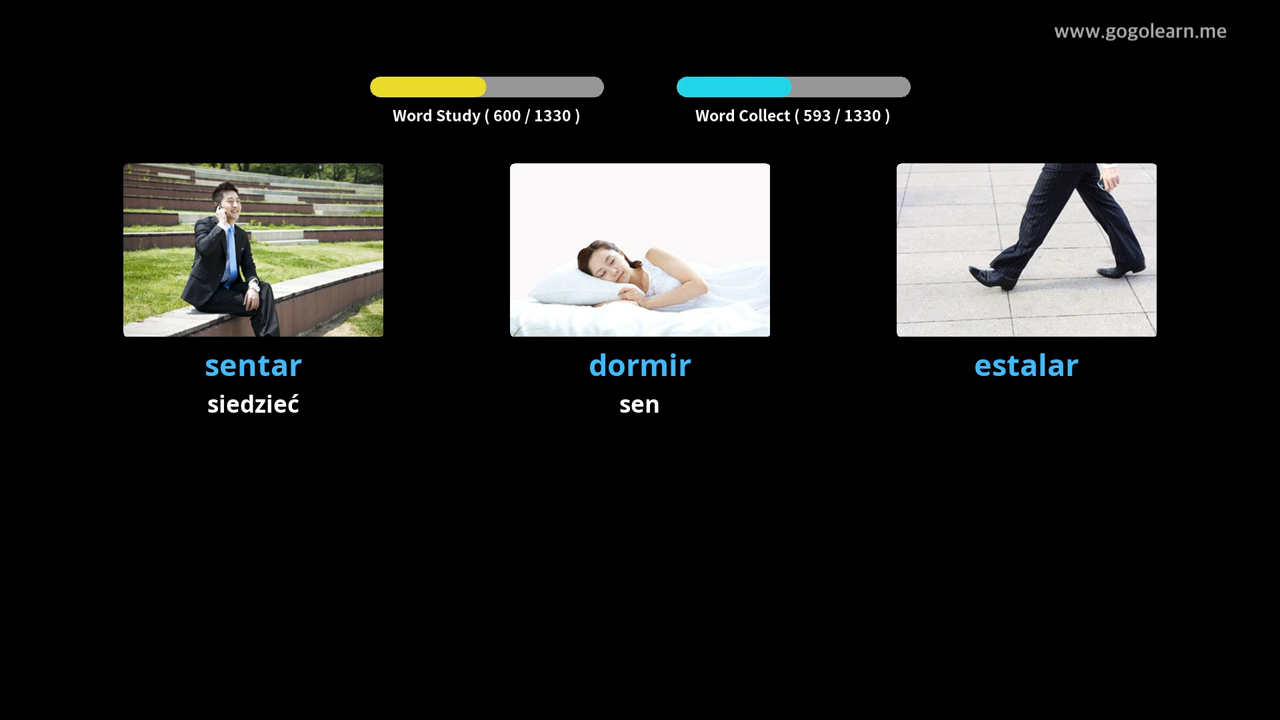 www.gogolearn.me
Word Study ( 600 / 1330 )
Word Collect ( 593 / 1330 )
sentar
dormir
estalar
siedzieć
sen